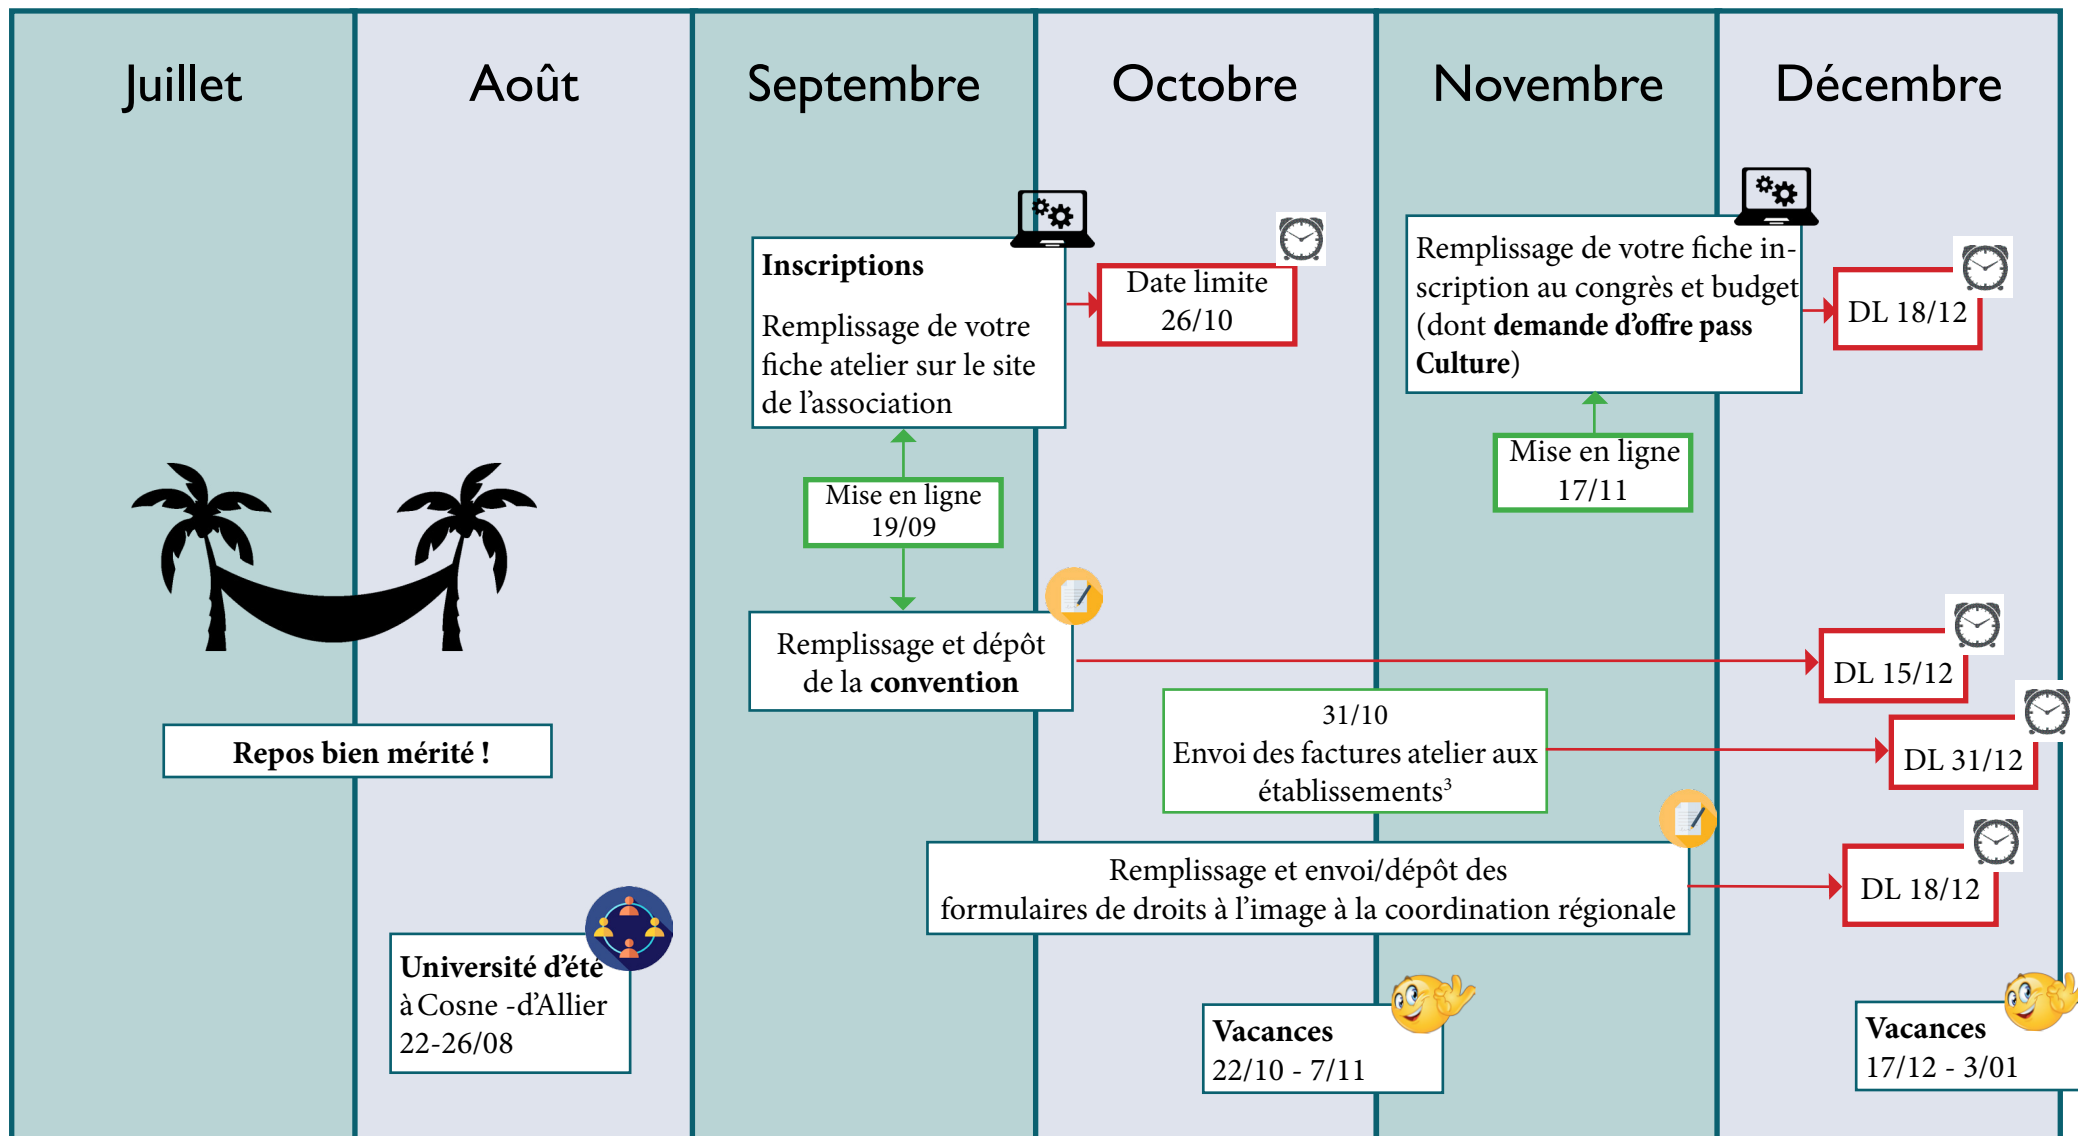 Juillet
Août
Septembre
Octobre
Novembre
Décembre
Inscriptions
Remplissage de votre
fiche atelier sur le site
de l'association
Date limite
26/10
Remplissage de votre fiche in-
scription au congrès et budget
(dont demande d'offre pass
Culture)
DL 18/12
Mise en ligne
19/09
Mise en ligne
17/11
Remplissage et dépôt
de la convention
DL 15/12
31/10
Envoi des factures atelier aux
établissements³
DL 31/12
Repos bien mérité !
Remplissage et envoi/dépôt des
formulaires de droits à l'image à la coordination régionale
DL 18/12
Université d'été
à Cosne -d'Allier
22-26/08
Vacances
22/10 - 7/11
Vacances
17/12 - 3/01